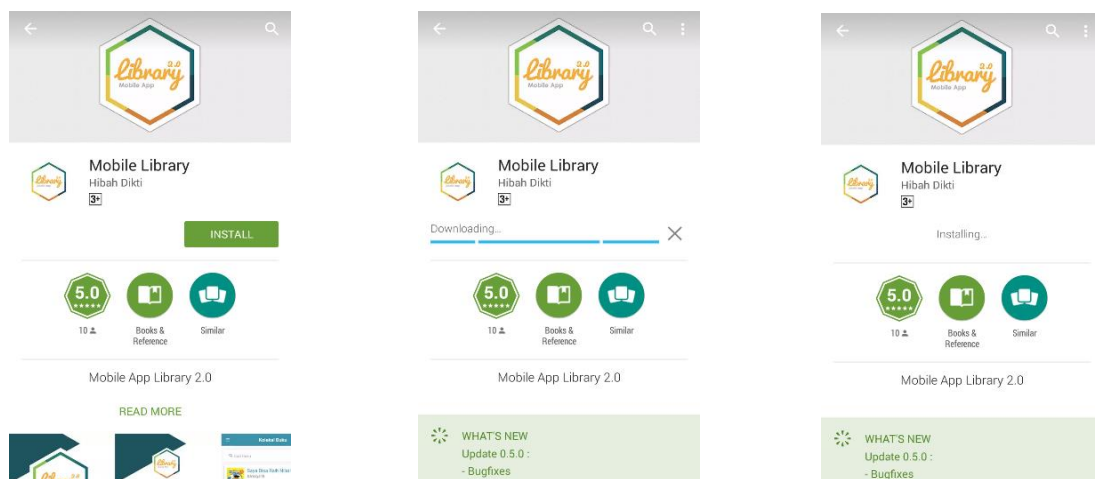 Library 2.0
Mobile App
Mobile Library
Hibah Dikti
3+
INSTALL
5.0
10
Books &
Reference
Similar
Mobile App Library 2.0
READ MORE
Library 2.0
Mobile App
Mobile Library
Hibah Dikti
3+
Downloading...
5.0
10
Books &
Reference
Similar
Mobile App Library 2.0
WHAT'S NEW
Update 0.5.0 :
- Bugfixes
Library 2.0
Mobile App
Mobile Library
Hibah Dikti
3+
Installing...
5.0
10
Books &
Reference
Similar
Mobile App Library 2.0
WHAT'S NEW
Update 0.5.0 :
- Bugfixes